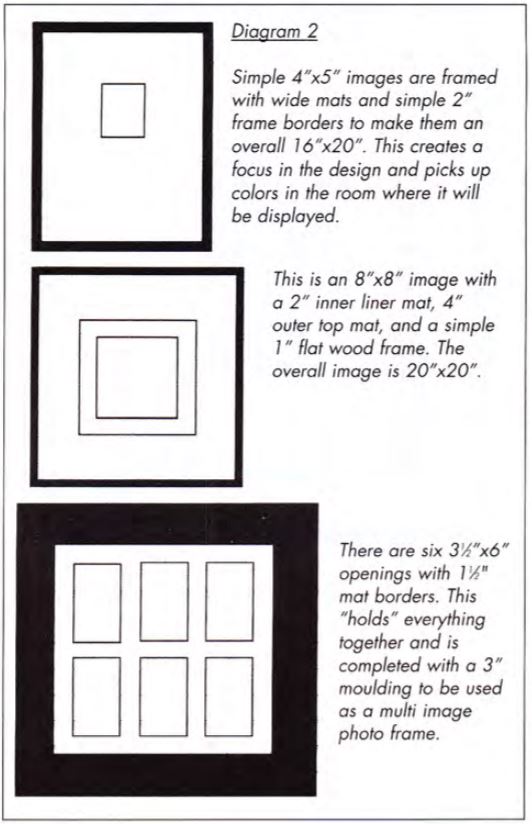 Diagram 2
Simple 4"x5" images are framed
with wide mats and simple 2"
frame borders to make them an
overall 16"x20". This creates a
focus in the design and picks up
colors in the room where it will
be displayed.
This is an 8"x8" image with
a 2" inner liner mat, 4"
outer top mat, and a simple
1" flat wood frame. The
overall image is 20"x20".
There are six 3½"x6"
openings with 1½"
mat borders. This
"holds" everything
together and is
completed with a 3"
moulding to be used
as a multi image
photo frame.